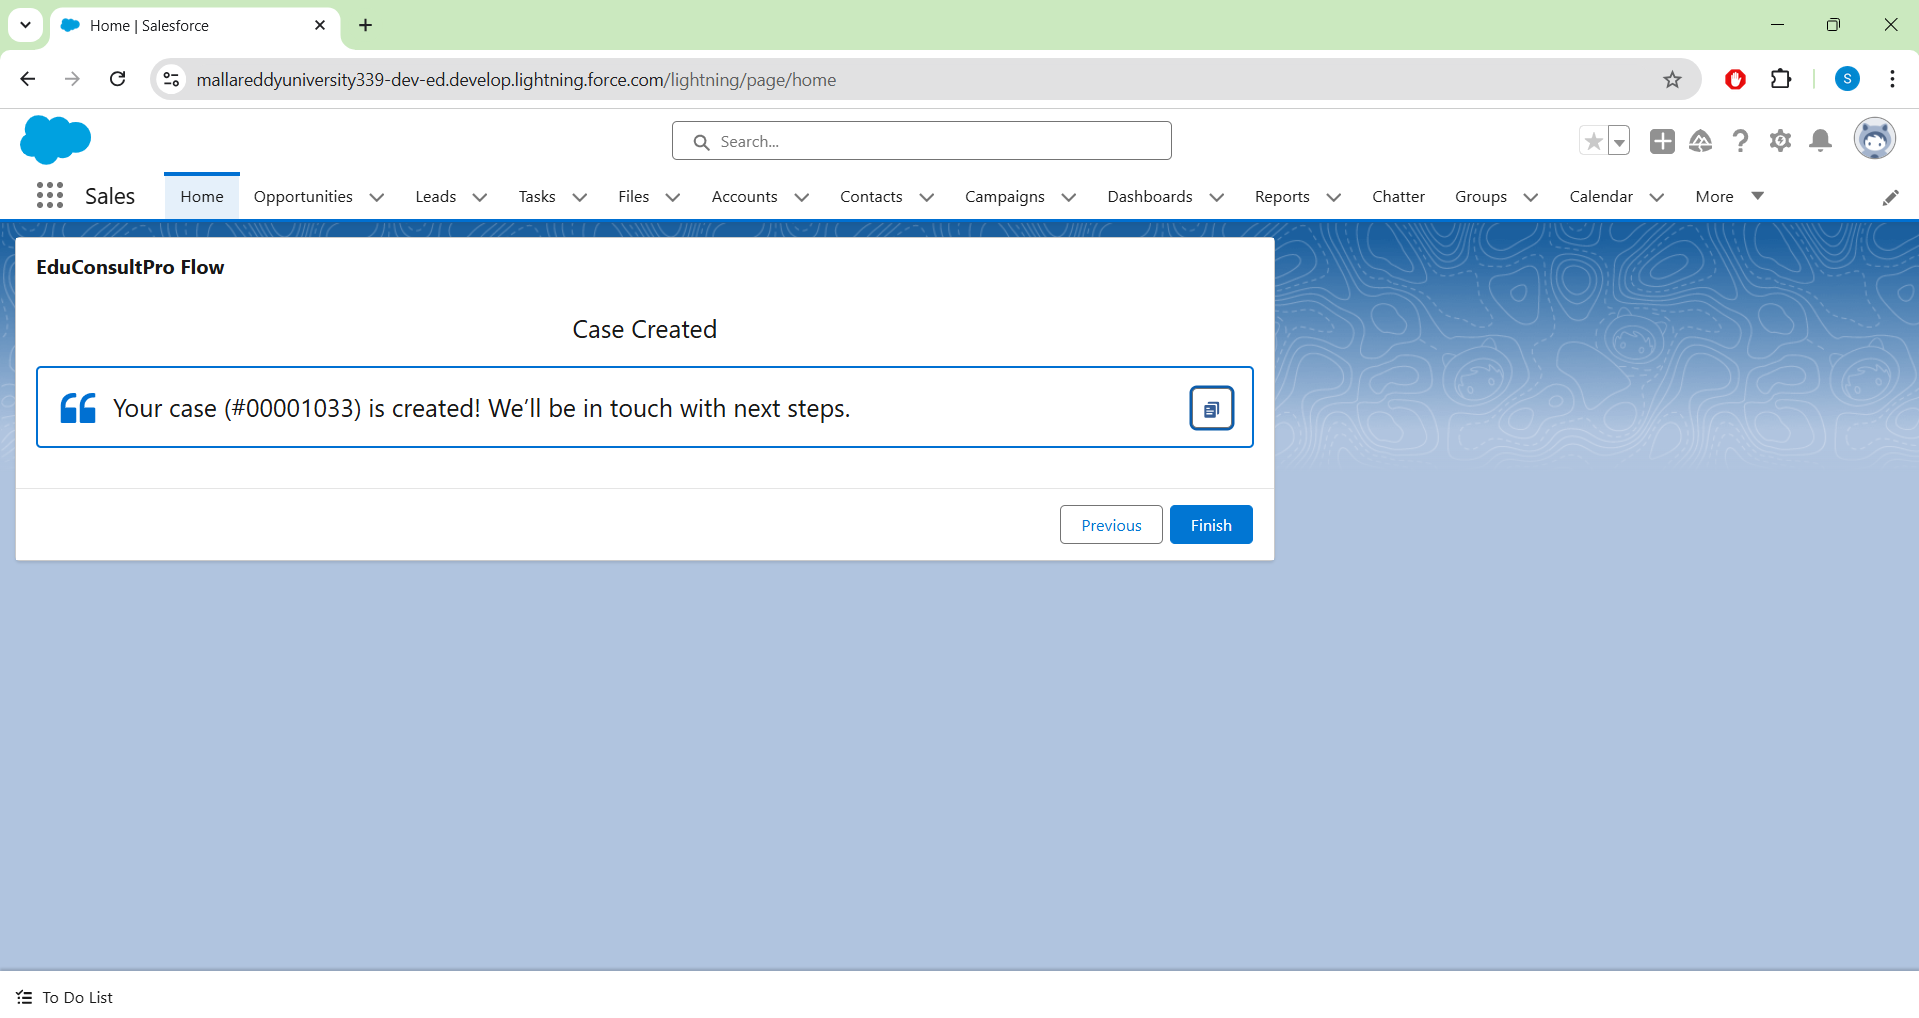 Home | Salesforce
mallareddyuniversity339-dev-ed.develop.lightning.force.com/lightning/page/home
S
Search...
Sales Home Opportunities Leads Tasks Files Accounts Contacts Campaigns Dashboards Reports Chatter Groups Calendar More
EduConsultPro Flow
Case Created
Your case (#00001033) is created! We’ll be in touch with next steps.
Previous Finish
To Do List